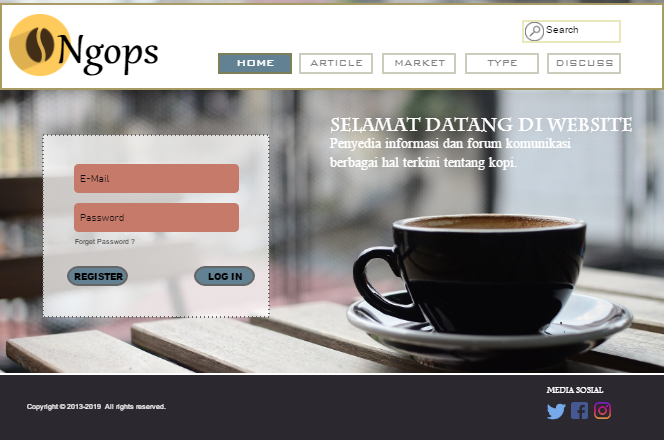 Ngops
Search
HOME
ARTICLE
MARKET
TYPE
DISCUSS
SELAMAT DATANG DI WEBSITE
Penyedia informasi dan forum komunikasi
berbagai hal terkini tentang kopi.
E-Mail
Password
Forget Password ?
REGISTER
LOG IN
MEDIA SOSIAL
Copyright © 2013-2019 All rights reserved.